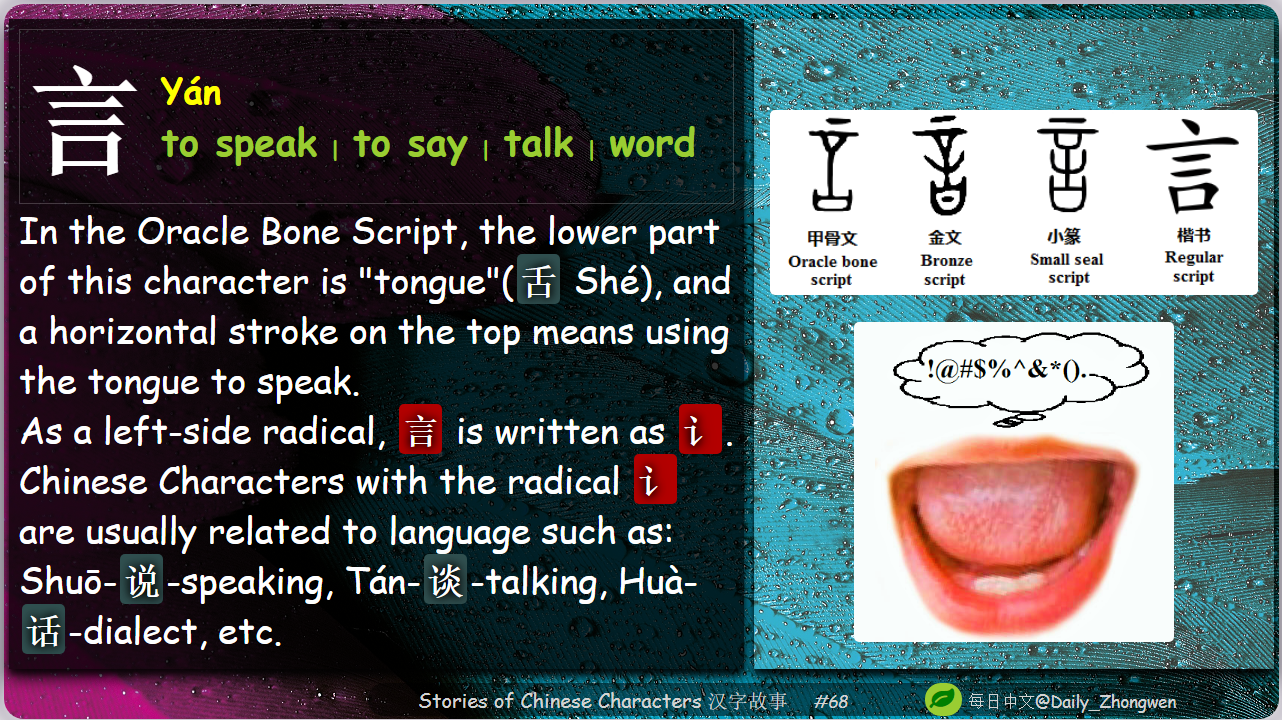 言
Yán
to speak | to say | talk | word
In the Oracle Bone Script, the lower part
of this character is "tongue"(舌 Shé), and
a horizontal stroke on the top means using
the tongue to speak.
As a left-side radical, 言 is written as 讠.
Chinese Characters with the radical 讠
are usually related to language such as:
Shuō-说-speaking, Tán-谈-talking, Huà-
话-dialect, etc.
言
甲骨文
Oracle bone
script
金文
Bronze
script
小篆
Small seal
script
楷书
Regular
script
!@#$%^&*().
Stories of Chinese Characters 汉字故事 #68
每日中文@Daily_Zhongwen